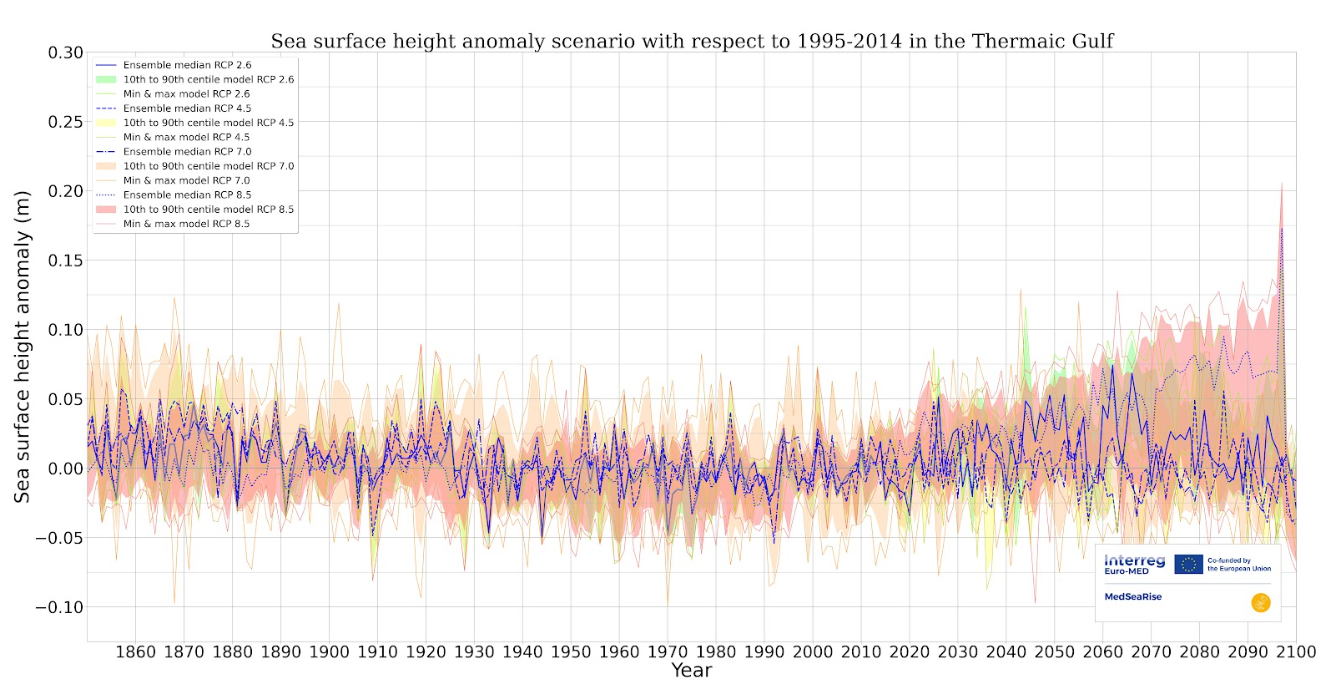 Sea surface height anomaly scenario with respect to 1995-2014 in the Thermaic Gulf
Sea surface height anomaly (m)
0.30
0.25
0.20
0.15
0.10
0.05
0.00
−0.05
−0.10
Ensemble median RCP 2.6
10th to 90th centile model RCP 2.6
Min & max model RCP 2.6
Ensemble median RCP 4.5
10th to 90th centile model RCP 4.5
Min & max model RCP 4.5
Ensemble median RCP 7.0
10th to 90th centile model RCP 7.0
Min & max model RCP 7.0
Ensemble median RCP 8.5
10th to 90th centile model RCP 8.5
Min & max model RCP 8.5
Interreg
Euro-MED
Co-funded by
the European Union
MedSeaRise
1860 1870 1880 1890 1900 1910 1920 1930 1940 1950 1960 1970 1980 1990 2000 2010 2020 2030 2040 2050 2060 2070 2080 2090 2100
Year